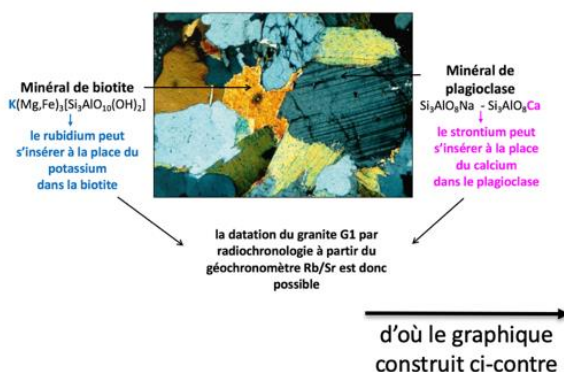 Minéral de biotite
K(Mg,Fe)₃[Si₃AlO₁₀(OH)₂]
le rubidium peut
s'insérer à la place du
potassium
dans la biotite
Minéral de
plagioclase
Si₃AlO₈Na - Si₃AlO₈Ca
le strontium peut
s'insérer à la place
du calcium
dans le plagioclase
la datation du granite G1 par
radiochronologie à partir du
géochronomètre Rb/Sr est donc
possible
d'où le graphique
construit ci-contre